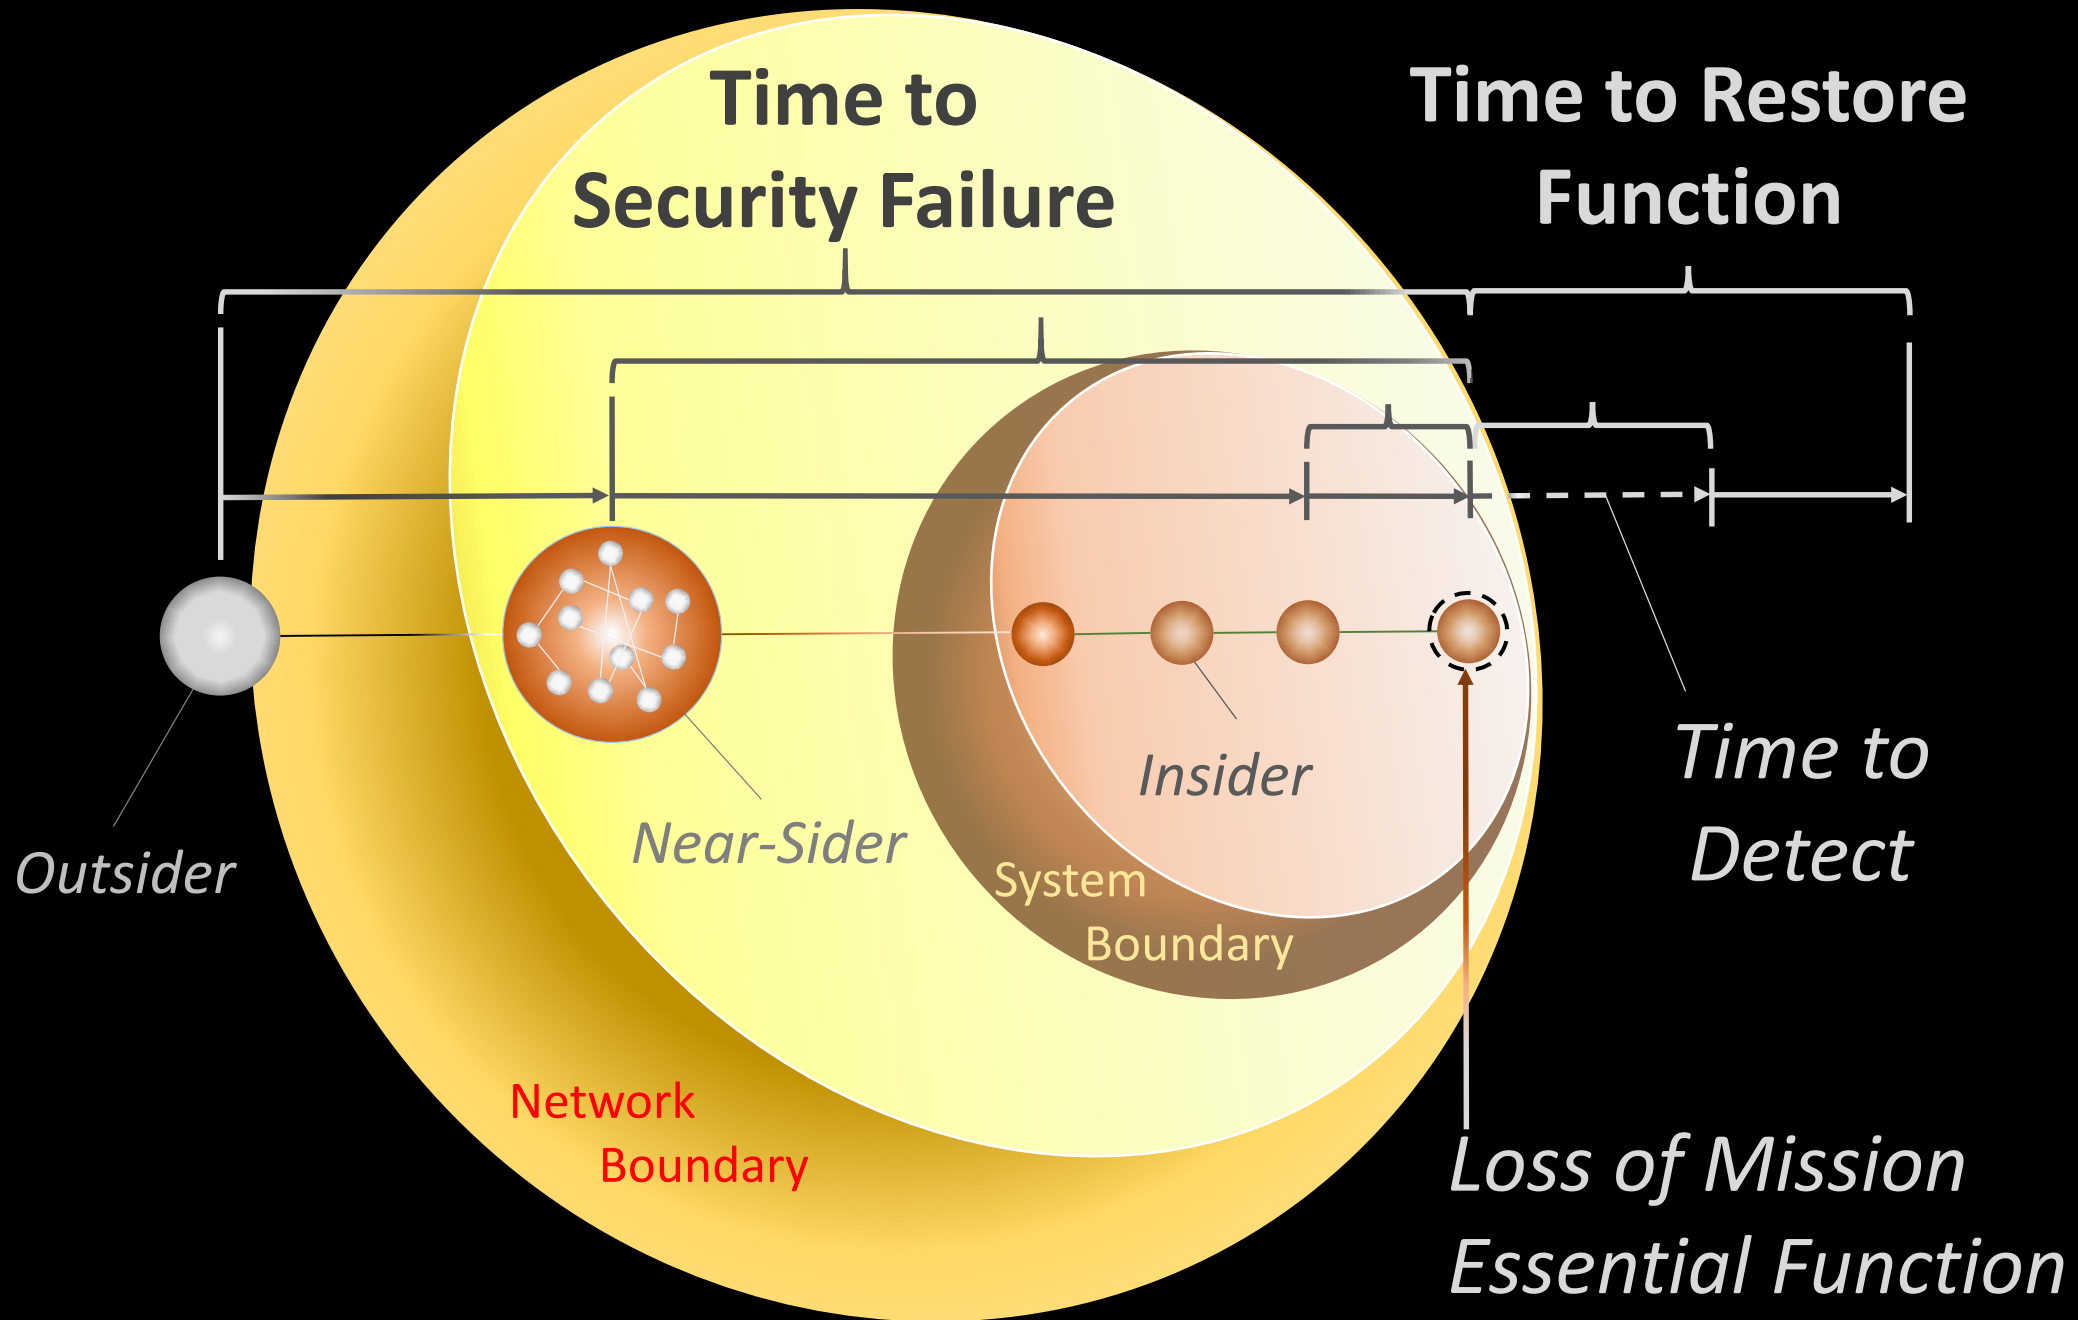 Time to
Security Failure
Time to Restore
Function
Outsider
Near-Sider
Insider
System
Boundary
Time to
Detect
Network
Boundary
Loss of Mission
Essential Function